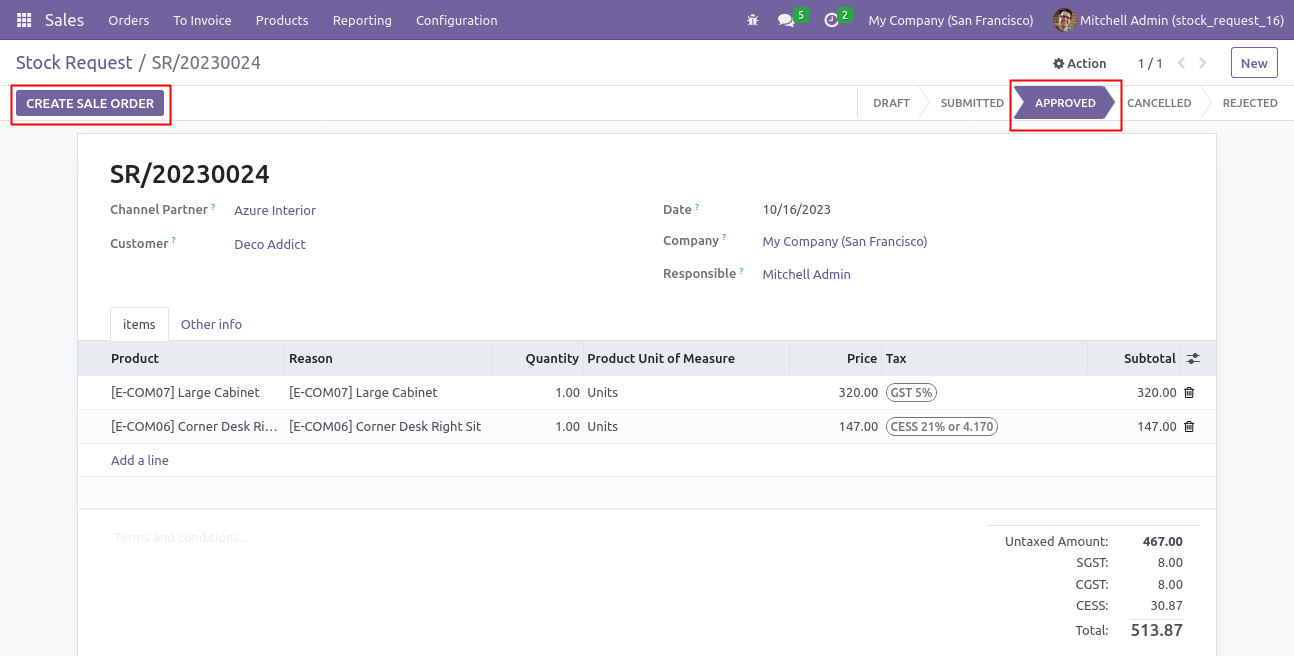 Sales Orders To Invoice Products Reporting Configuration 5 2 My Company (San Francisco) Mitchell Admin (stock_request_16)
Stock Request / SR/20230024 Action 1 / 1 New
CREATE SALE ORDER DRAFT SUBMITTED APPROVED CANCELLED REJECTED
SR/20230024
Channel Partner ? Azure Interior Date ? 10/16/2023
Customer ? Deco Addict Company ? My Company (San Francisco)
Responsible ? Mitchell Admin
items Other info
Product Reason Quantity Product Unit of Measure Price Tax Subtotal
[E-COM07] Large Cabinet [E-COM07] Large Cabinet 1.00 Units 320.00 GST 5% 320.00
[E-COM06] Corner Desk Ri... [E-COM06] Corner Desk Right Sit 1.00 Units 147.00 CESS 21% or 4.170 147.00
Add a line
Terms and conditions...
Untaxed Amount: 467.00
SGST: 8.00
CGST: 8.00
CESS: 30.87
Total: 513.87